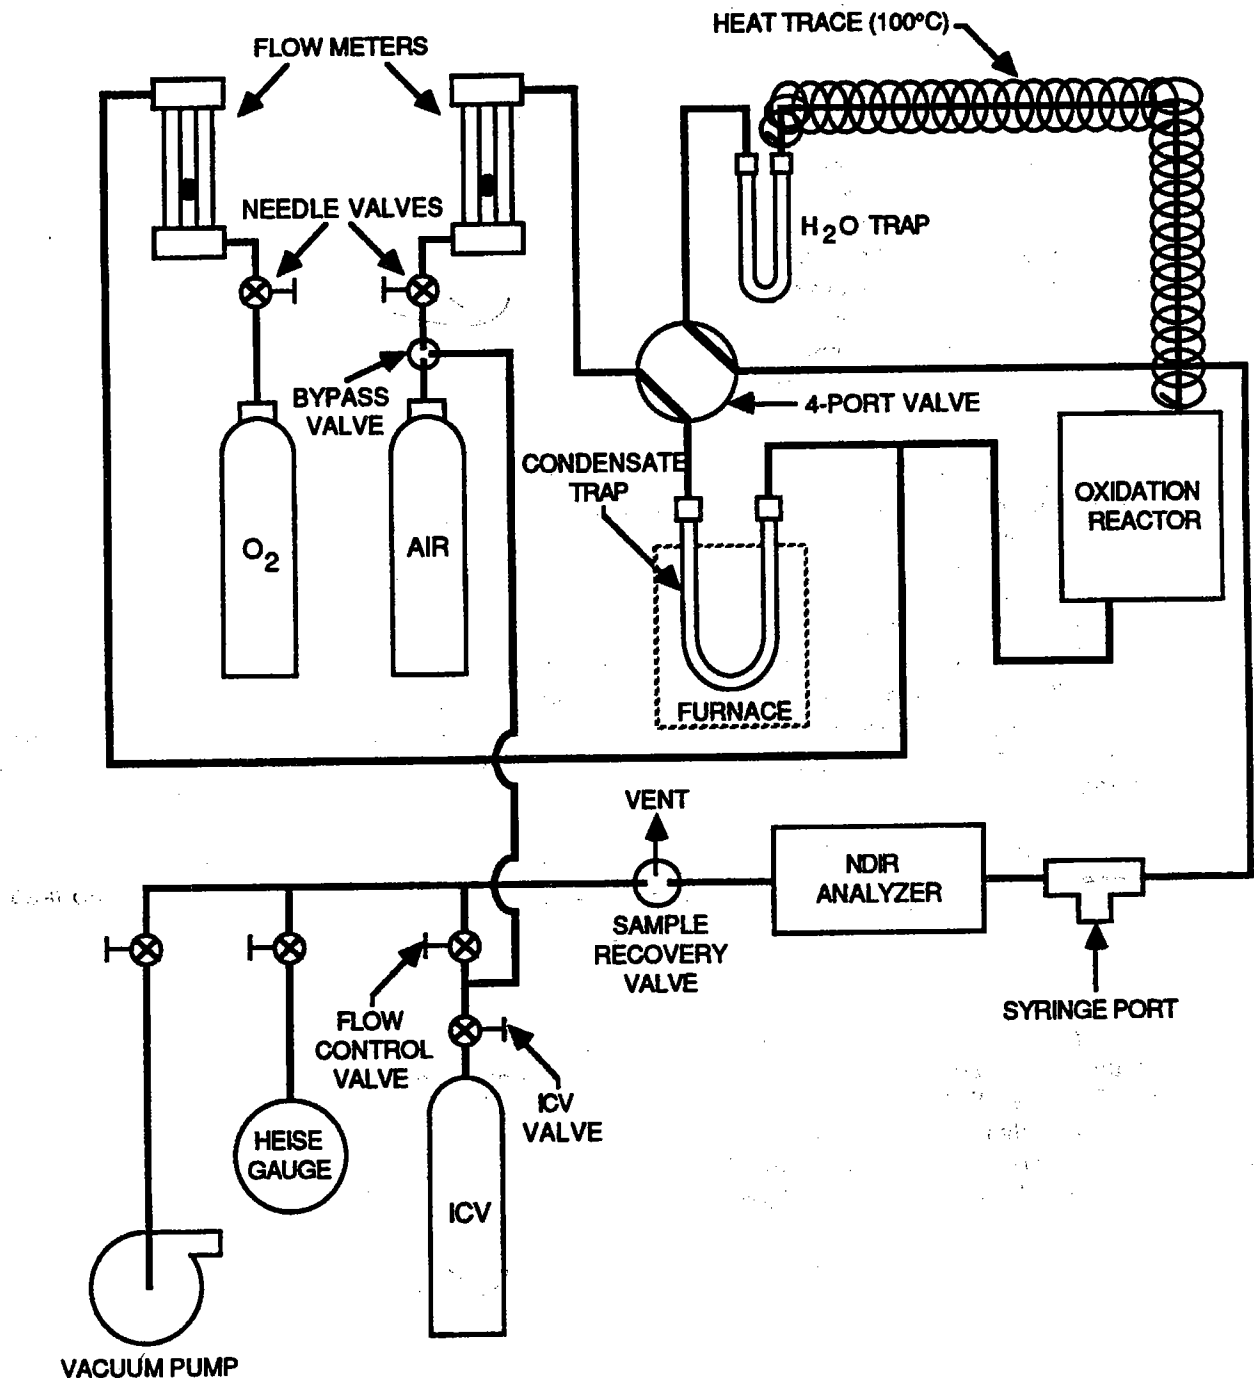 HEAT TRACE (100°C)
FLOW METERS
NEEDLE VALVES
H2O TRAP
BYPASS
VALVE
4-PORT VALVE
CONDENSATE
TRAP
OXIDATION
REACTOR
O2
AIR
FURNACE
VENT
NDIR
ANALYZER
SAMPLE
RECOVERY
VALVE
SYRINGE PORT
FLOW
CONTROL
VALVE
ICV
VALVE
HEISE
GAUGE
ICV
VACUUM PUMP